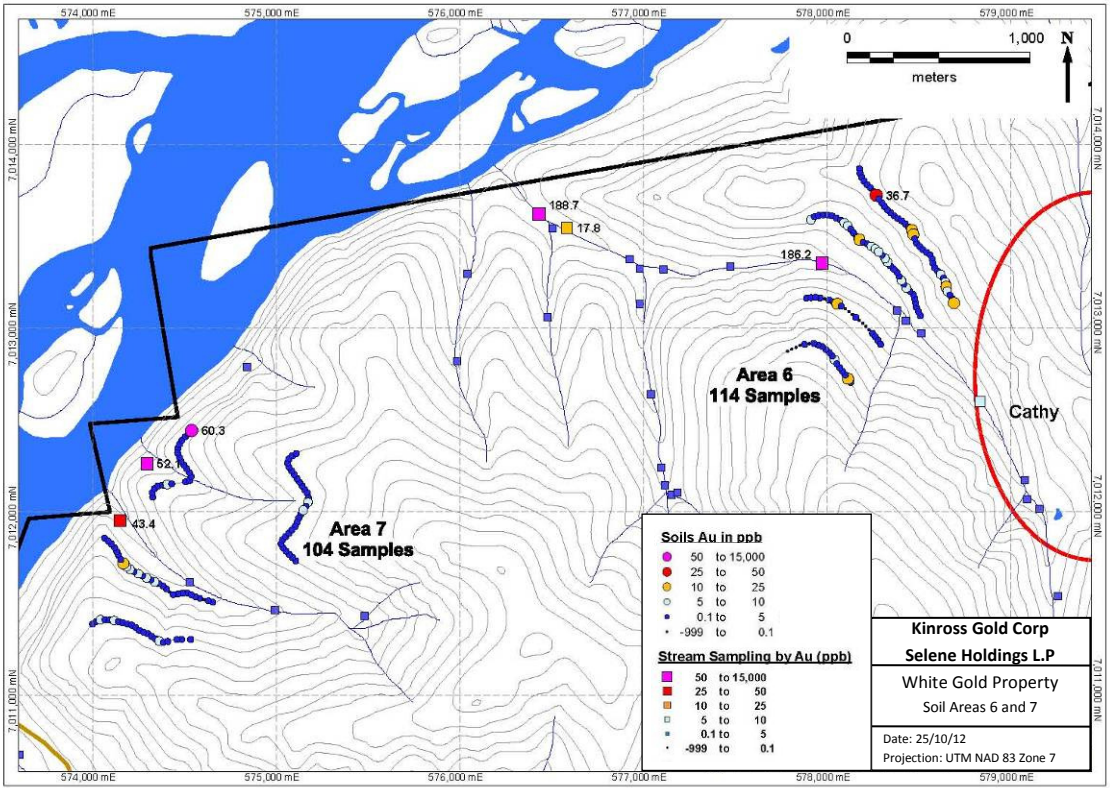 574,000 mE 575,000 mE 576,000 mE 577,000 mE 578,000 mE 579,000 mE
0 1,000 N
meters
7,014,000 mN 7,014,000 mN
36.7
188.7
17.8
186.2
7,013,000 mN 7,013,000 mN
Area 6
114 Samples
Cathy
60.3
52.1
43.4
7,012,000 mN 7,012,000 mN
Area 7
104 Samples
Soils Au in ppb
50 to 15,000
25 to 50
10 to 25
5 to 10
0.1 to 5
-999 to 0.1
Stream Sampling by Au (ppb)
50 to 15,000
25 to 50
10 to 25
5 to 10
0.1 to 5
-999 to 0.1
Kinross Gold Corp
Selene Holdings L.P
White Gold Property
Soil Areas 6 and 7
Date: 25/10/12
Projection: UTM NAD 83 Zone 7
7,011,000 mN 7,011,000 mN
574,000 mE 575,000 mE 576,000 mE 577,000 mE 578,000 mE 579,000 mE